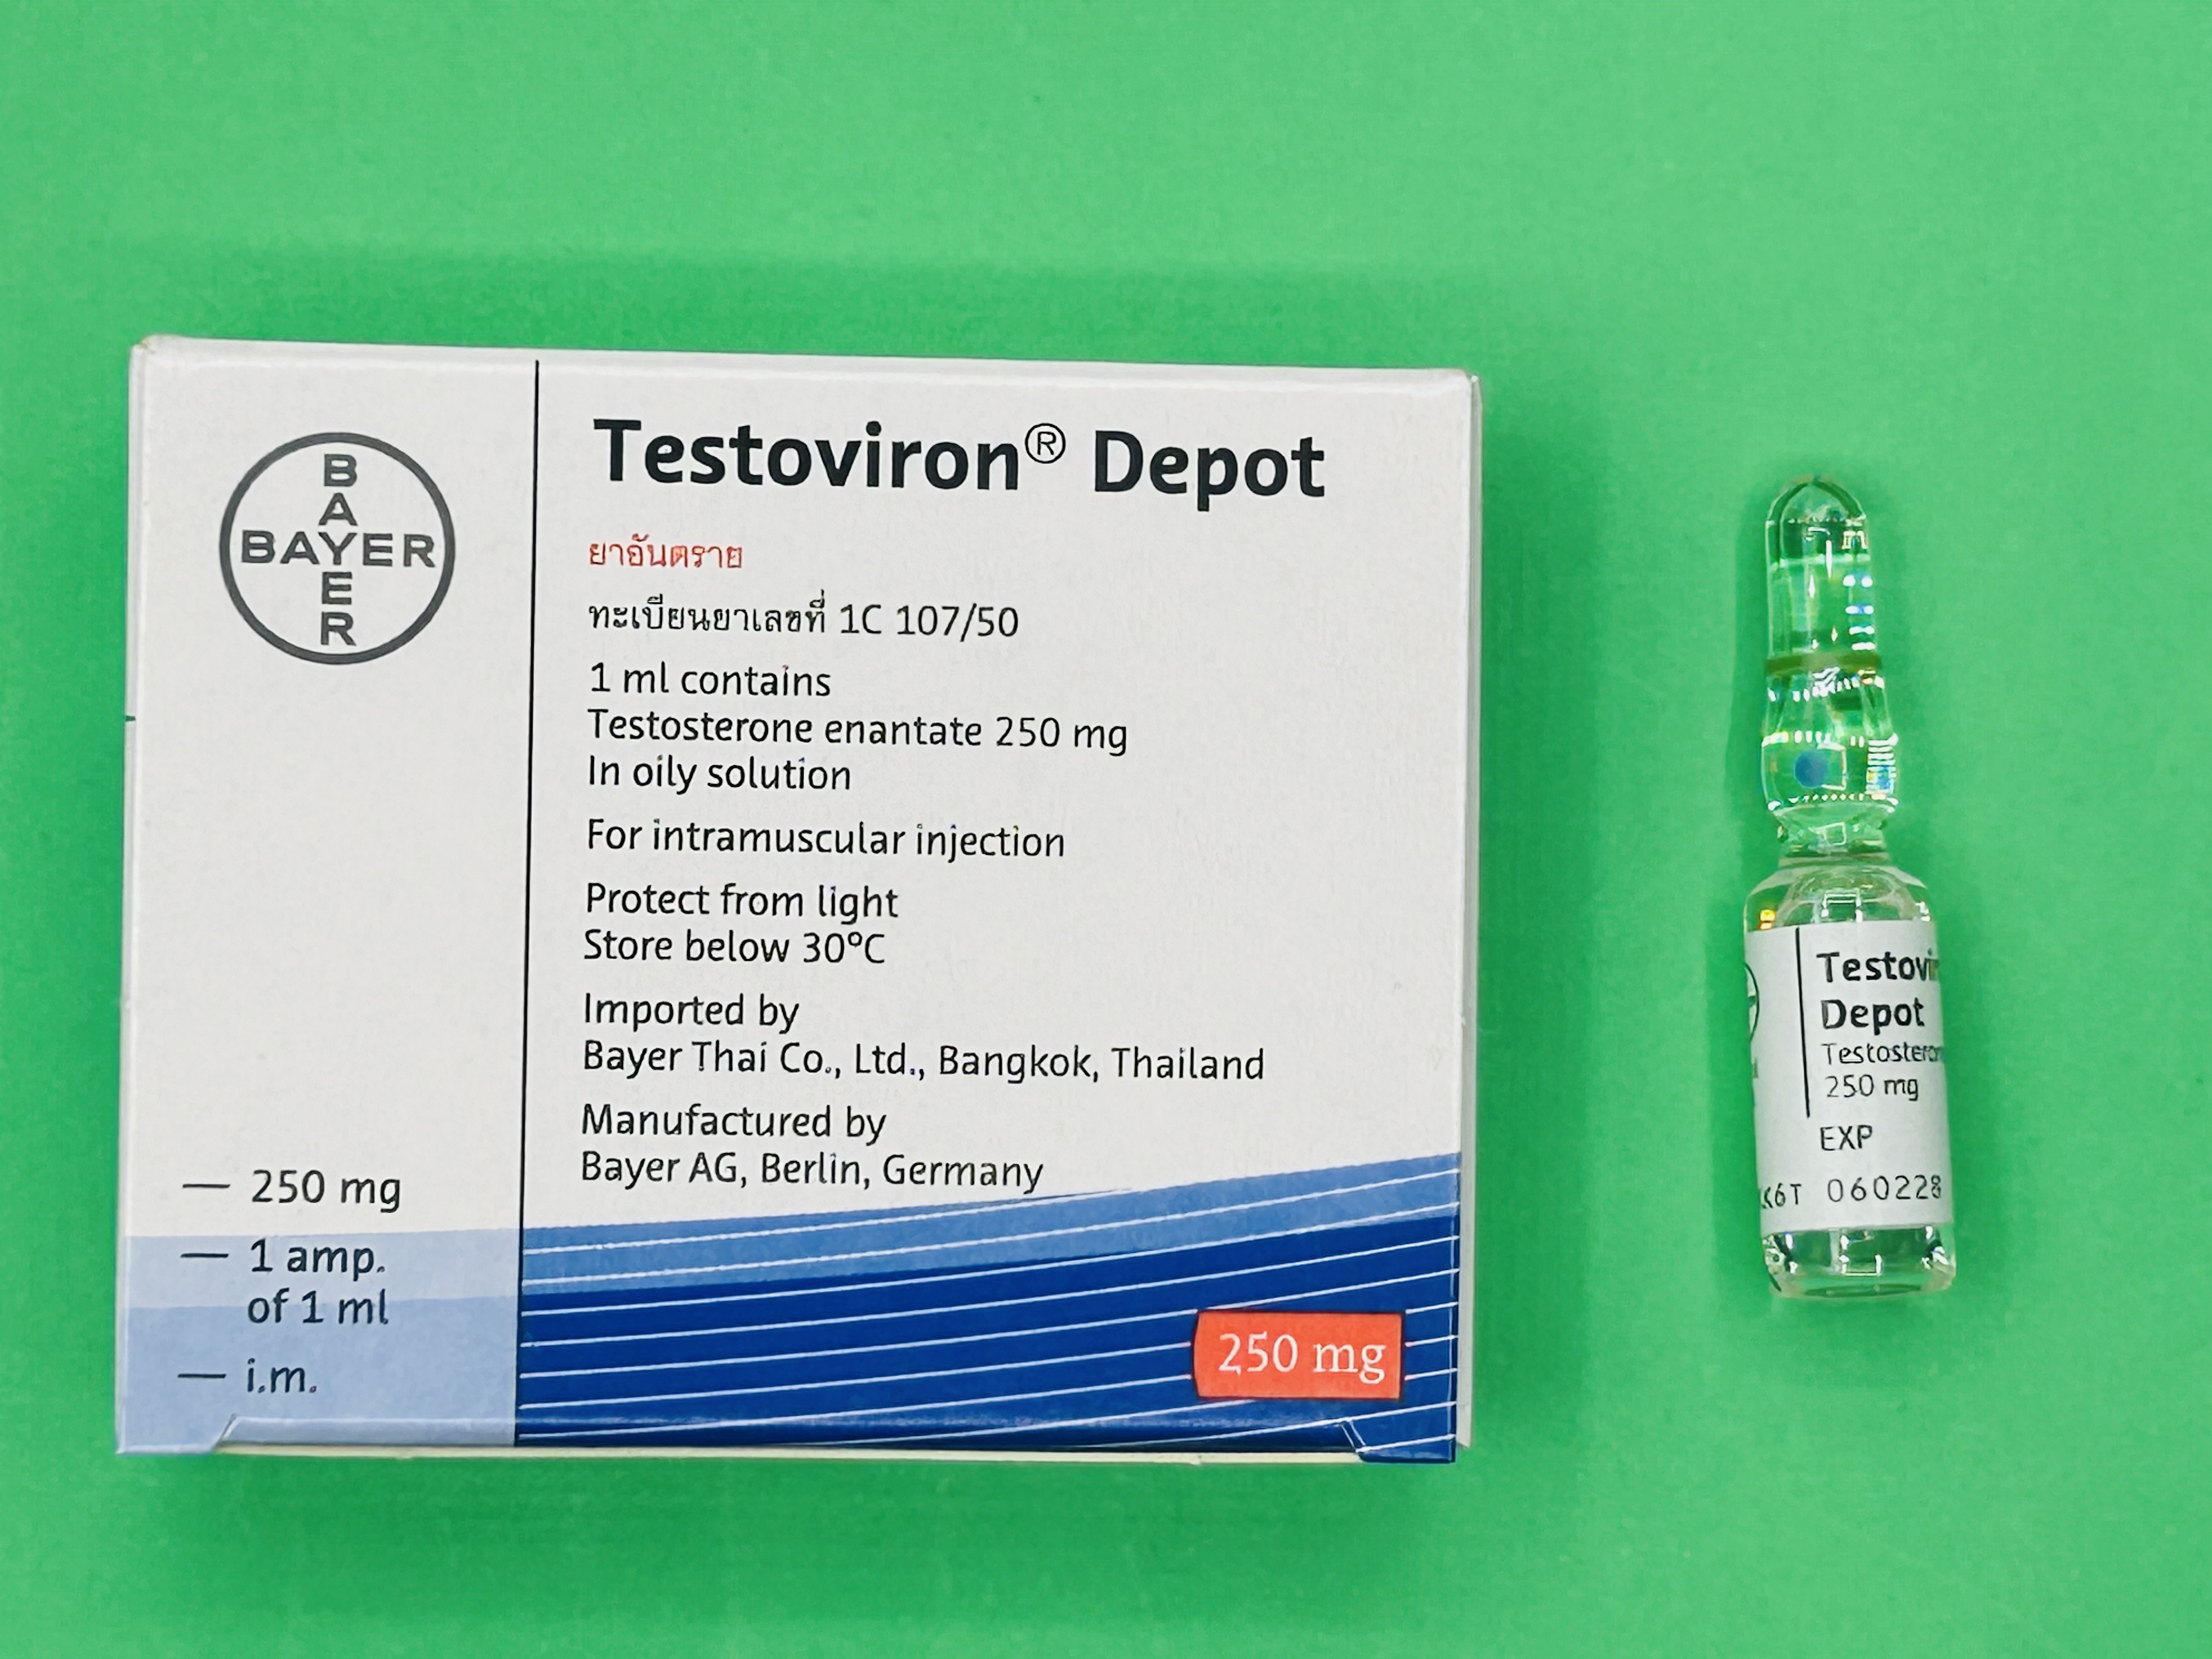 BAYER
BAYER
250 mg
1 amp.
of 1 ml
i.m.
Testoviron® Depot
ยาอันตราย
ทะเบียนยาเลขที่ 1C 107/50
1 ml contains
Testosterone enantate 250 mg
In oily solution
For intramuscular injection
Protect from light
Store below 30°C
Imported by
Bayer Thai Co., Ltd., Bangkok, Thailand
Manufactured by
Bayer AG, Berlin, Germany
250 mg
Testovir
Depot
Testosteron
250 mg
EXP
6T 060228